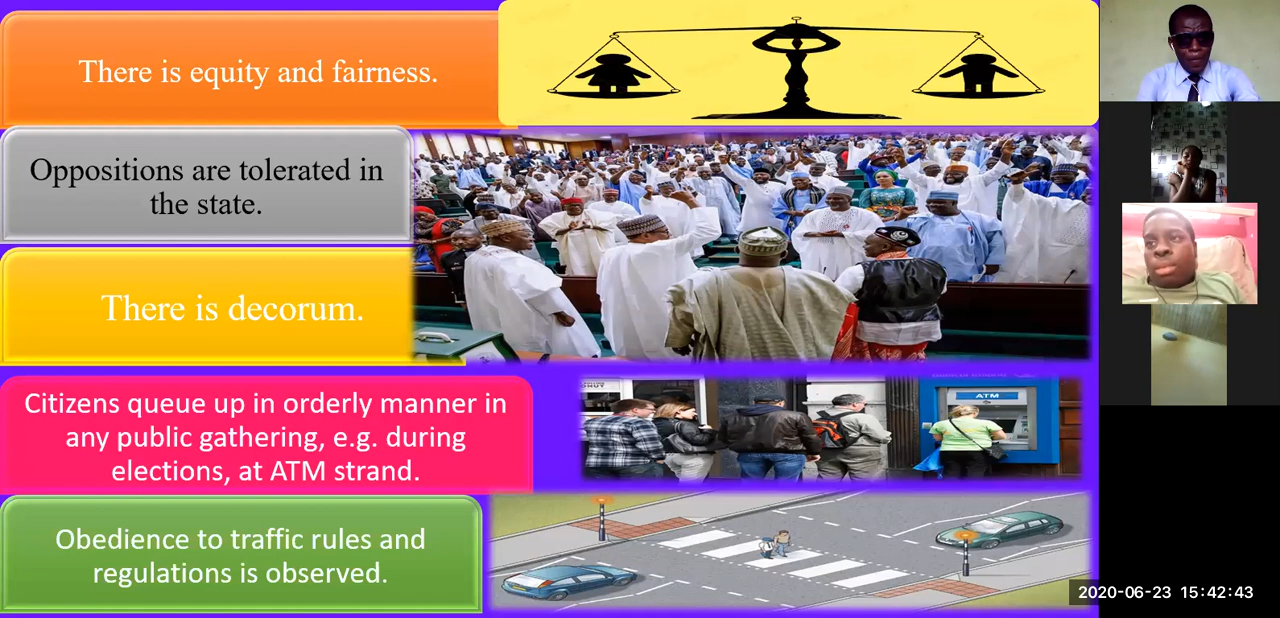 There is equity and fairness.
Oppositions are tolerated in
the state.
There is decorum.
Citizens queue up in orderly manner in
any public gathering, e.g. during
elections, at ATM strand.
ATM
Obedience to traffic rules and
regulations is observed.
2020-06-23 15:42:43